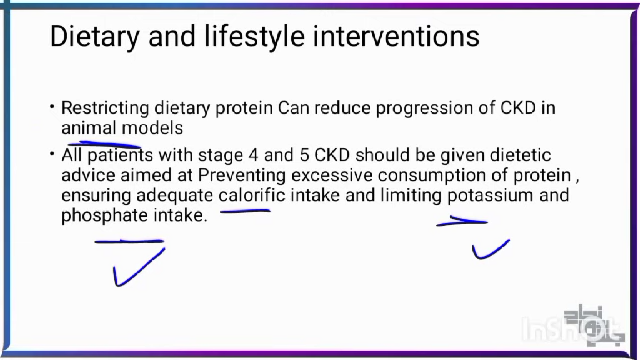 Dietary and lifestyle interventions
• Restricting dietary protein Can reduce progression of CKD in
animal models
• All patients with stage 4 and 5 CKD should be given dietetic
advice aimed at Preventing excessive consumption of protein ,
ensuring adequate calorific intake and limiting potassium and
phosphate intake.
InShOt